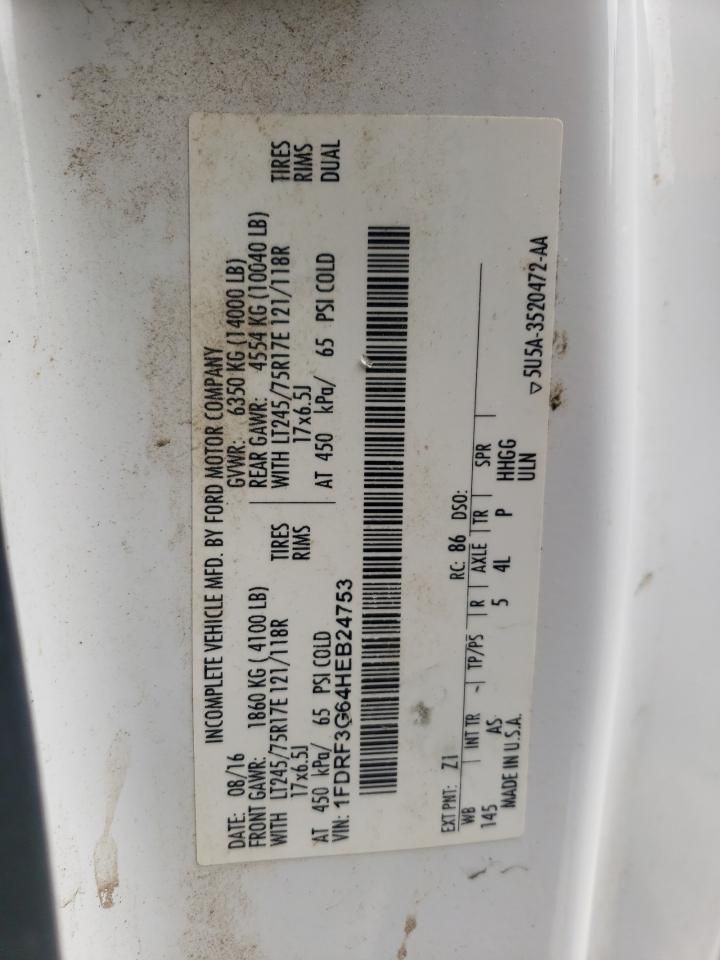 INCOMPLETE VEHICLE MFD. BY FORD MOTOR COMPANY
DATE: 08/16 GVWR: 6350 KG (14000 LB)
FRONT GAWR: 1860 KG ( 4100 LB) REAR GAWR: 4554 KG (10040 LB)
WITH LT245/75R17E 121/118R TIRES WITH LT245/75R17E 121/118R TIRES
17x6.5J RIMS 17x6.5J RIMS
AT 450 kPa/ 65 PSI COLD AT 450 kPa/ 65 PSI COLD DUAL
VIN: 1FDRF3G64HEB24753
EXT PNT: Z1 RC: 86 DSO:
WB INT TR TP/PS R AXLE TR SPR
145 AS 5 4L P HHGG
MADE IN U.S.A. ULN
▽5U5A-3520472-AA